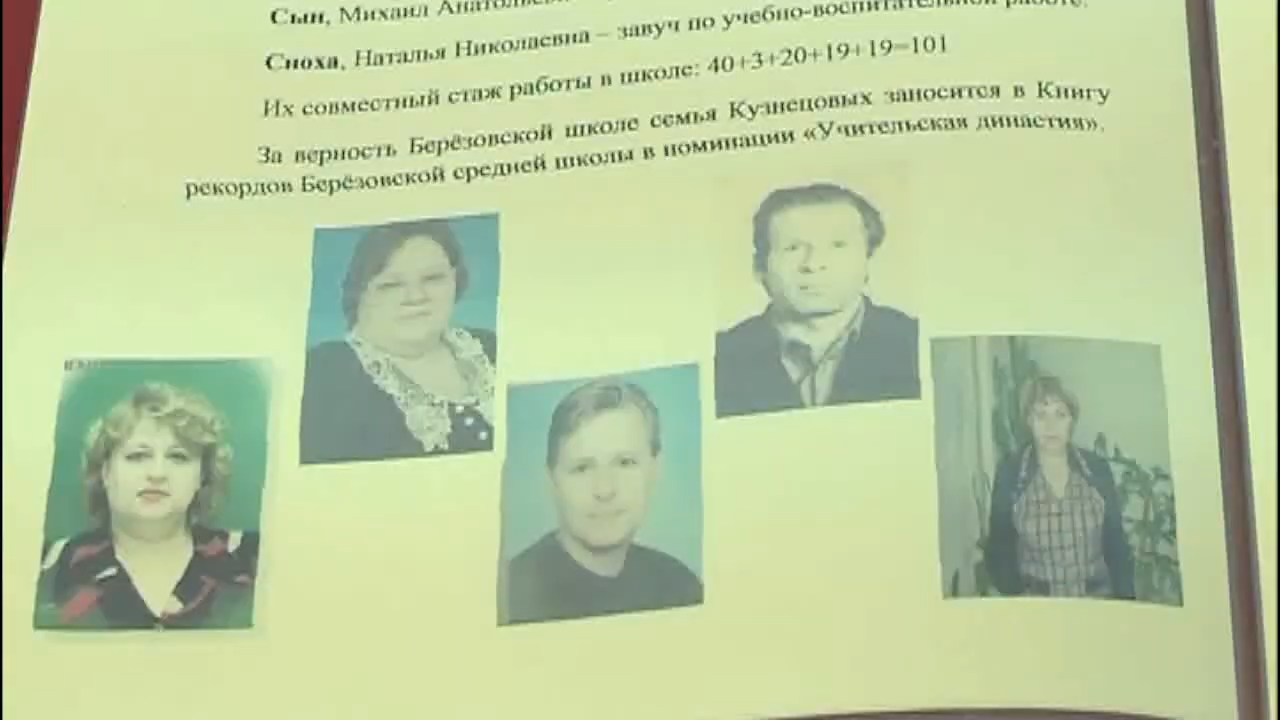 Сын, Михаил Анатольевич
Сноха, Наталья Николаевна – завуч по учебно-воспитательной работе.
Их совместный стаж работы в школе: 40+3+20+19+19=101
За верность Берёзовской школе семья Кузнецовых заносится в Книгу
рекордов Берёзовской средней школы в номинации «Учительская династия».